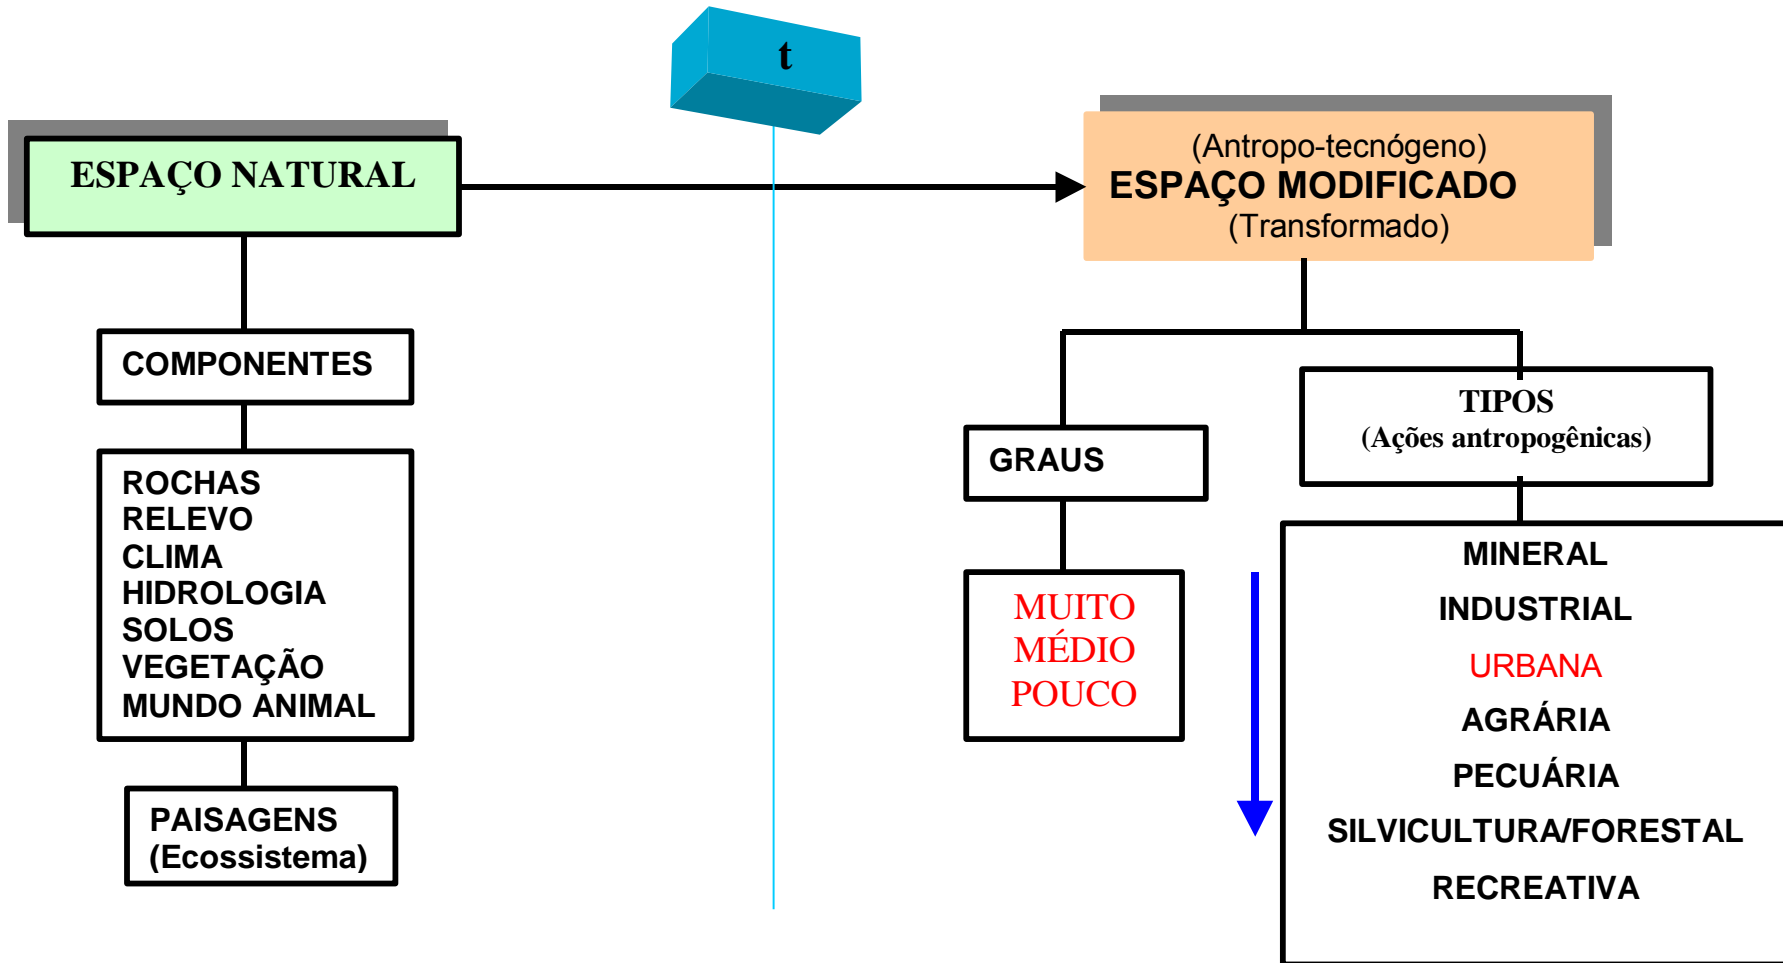 t
ESPAÇO NATURAL
(Antropo-tecnógeno)
ESPAÇO MODIFICADO
(Transformado)
COMPONENTES
ROCHAS
RELEVO
CLIMA
HIDROLOGIA
SOLOS
VEGETAÇÃO
MUNDO ANIMAL
PAISAGENS
(Ecossistema)
GRAUS
MUITO
MÉDIO
POUCO
TIPOS
(Ações antropogênicas)
MINERAL
INDUSTRIAL
URBANA
AGRÁRIA
PECUÁRIA
SILVICULTURA/FORESTAL
RECREATIVA